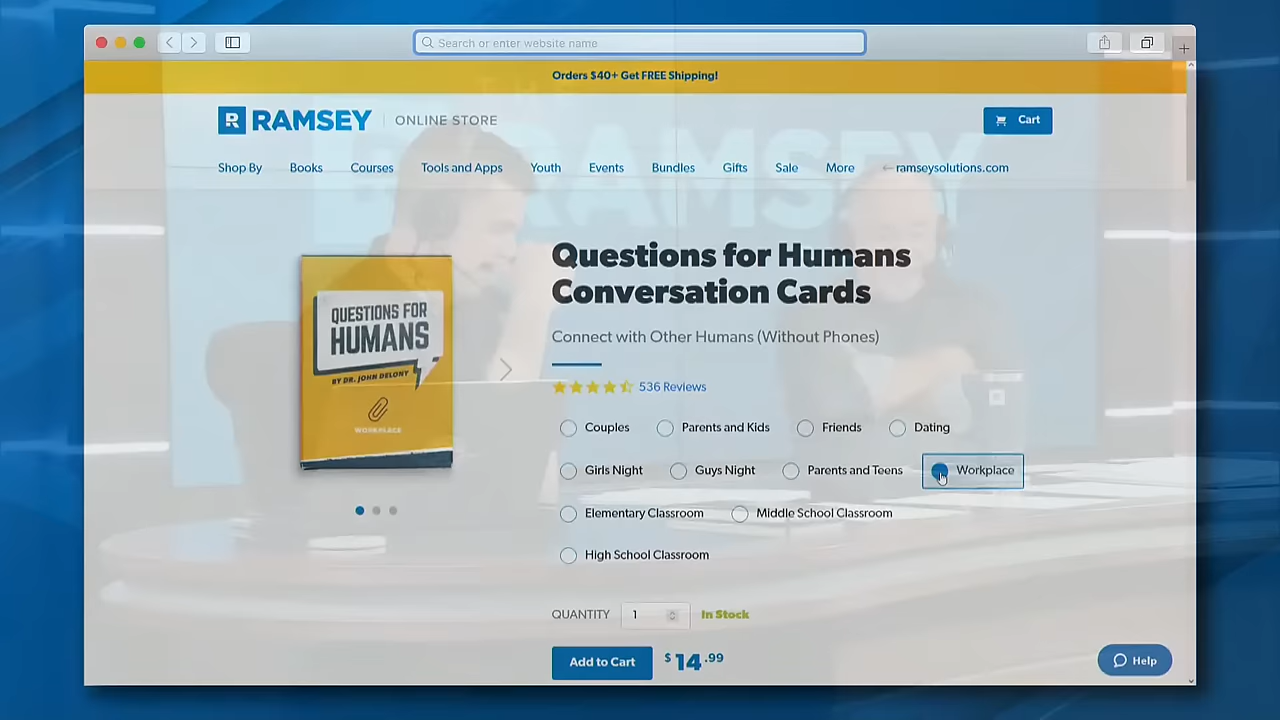 Search or enter website name
Orders $40+ Get FREE Shipping!
R RAMSEY ONLINE STORE
Cart
Shop By Books Courses Tools and Apps Youth Events Bundles Gifts Sale More ←ramseysolutions.com
RAMSEY
Questions for Humans
Conversation Cards
Connect with Other Humans (Without Phones)
536 Reviews
QUESTIONS FOR
HUMANS
BY DR. JOHN DELONY
WORKPLACE
Couples Parents and Kids Friends Dating
Girls Night Guys Night Parents and Teens Workplace
Elementary Classroom Middle School Classroom
High School Classroom
QUANTITY 1 In Stock
Add to Cart $14.99
Help